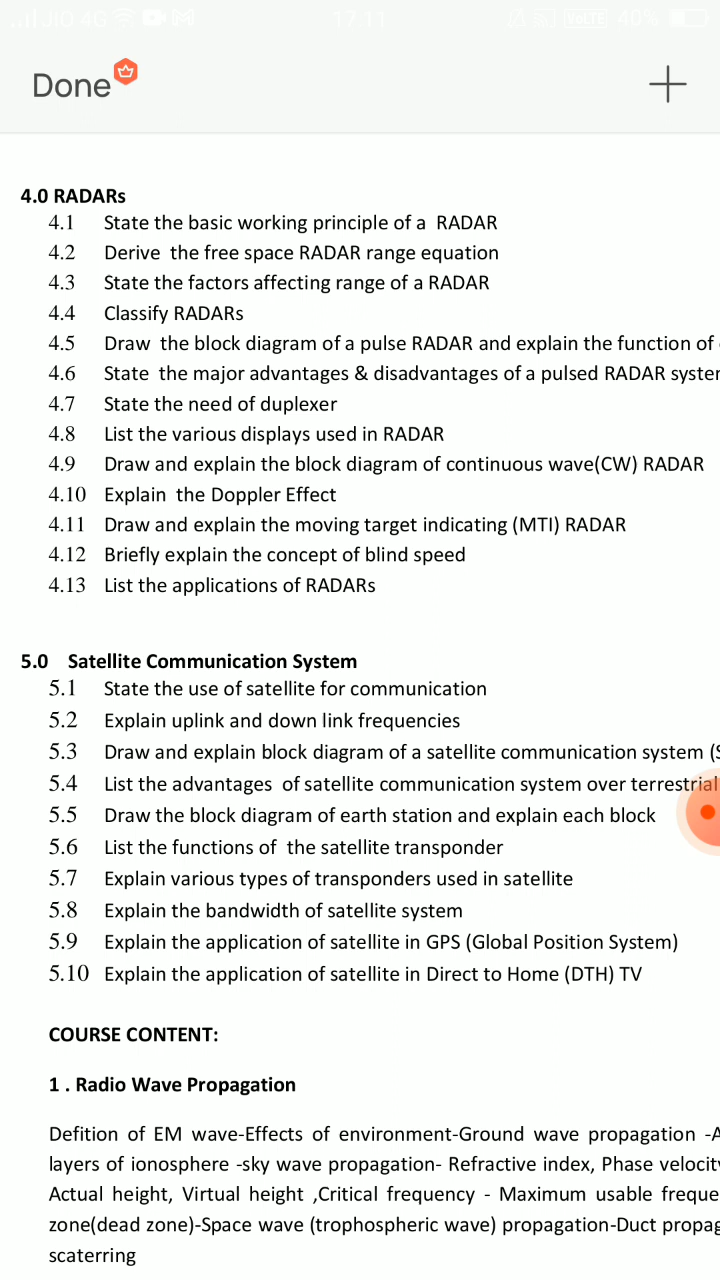 JIO 4G
17:11
VoLTE 40%
Done
4.0 RADARs
4.1 State the basic working principle of a RADAR
4.2 Derive the free space RADAR range equation
4.3 State the factors affecting range of a RADAR
4.4 Classify RADARs
4.5 Draw the block diagram of a pulse RADAR and explain the function of
4.6 State the major advantages & disadvantages of a pulsed RADAR system
4.7 State the need of duplexer
4.8 List the various displays used in RADAR
4.9 Draw and explain the block diagram of continuous wave(CW) RADAR
4.10 Explain the Doppler Effect
4.11 Draw and explain the moving target indicating (MTI) RADAR
4.12 Briefly explain the concept of blind speed
4.13 List the applications of RADARs
5.0 Satellite Communication System
5.1 State the use of satellite for communication
5.2 Explain uplink and down link frequencies
5.3 Draw and explain block diagram of a satellite communication system (S
5.4 List the advantages of satellite communication system over terrestrial
5.5 Draw the block diagram of earth station and explain each block
5.6 List the functions of the satellite transponder
5.7 Explain various types of transponders used in satellite
5.8 Explain the bandwidth of satellite system
5.9 Explain the application of satellite in GPS (Global Position System)
5.10 Explain the application of satellite in Direct to Home (DTH) TV
COURSE CONTENT:
1 . Radio Wave Propagation
Defition of EM wave-Effects of environment-Ground wave propagation -A
layers of ionosphere -sky wave propagation- Refractive index, Phase velocity
Actual height, Virtual height ,Critical frequency - Maximum usable freque
zone(dead zone)-Space wave (trophospheric wave) propagation-Duct propag
scaterring